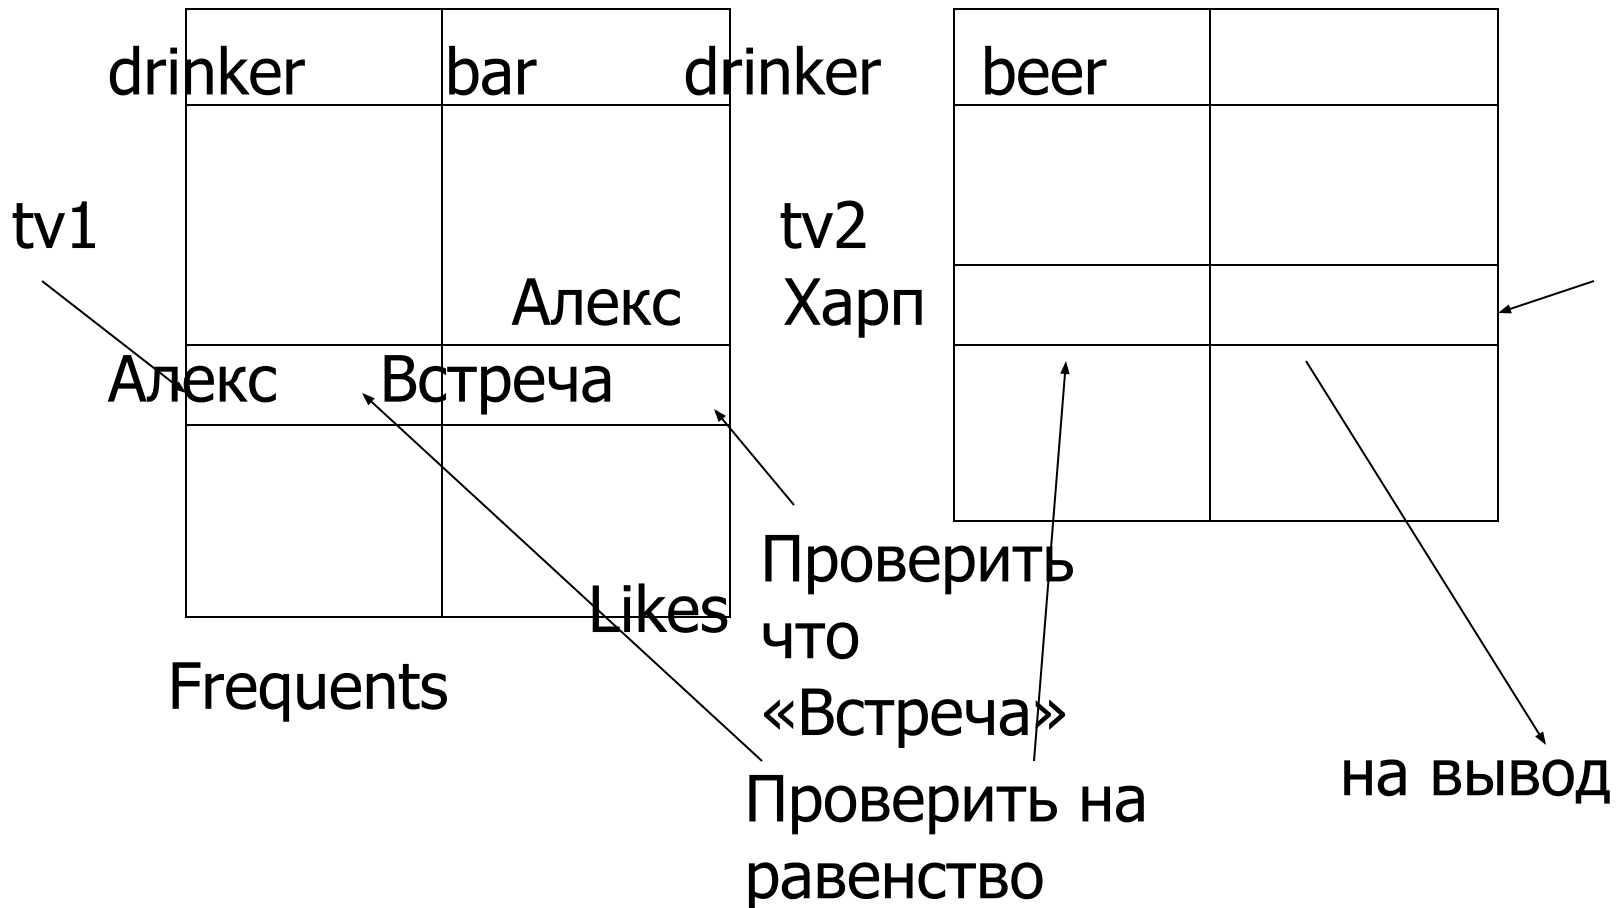 drinker bar drinker beer
tv1 tv2
Алекс Харп
Алекс Встреча
Проверить
что
«Встреча»
Likes
Frequents
на вывод
Проверить на
равенство